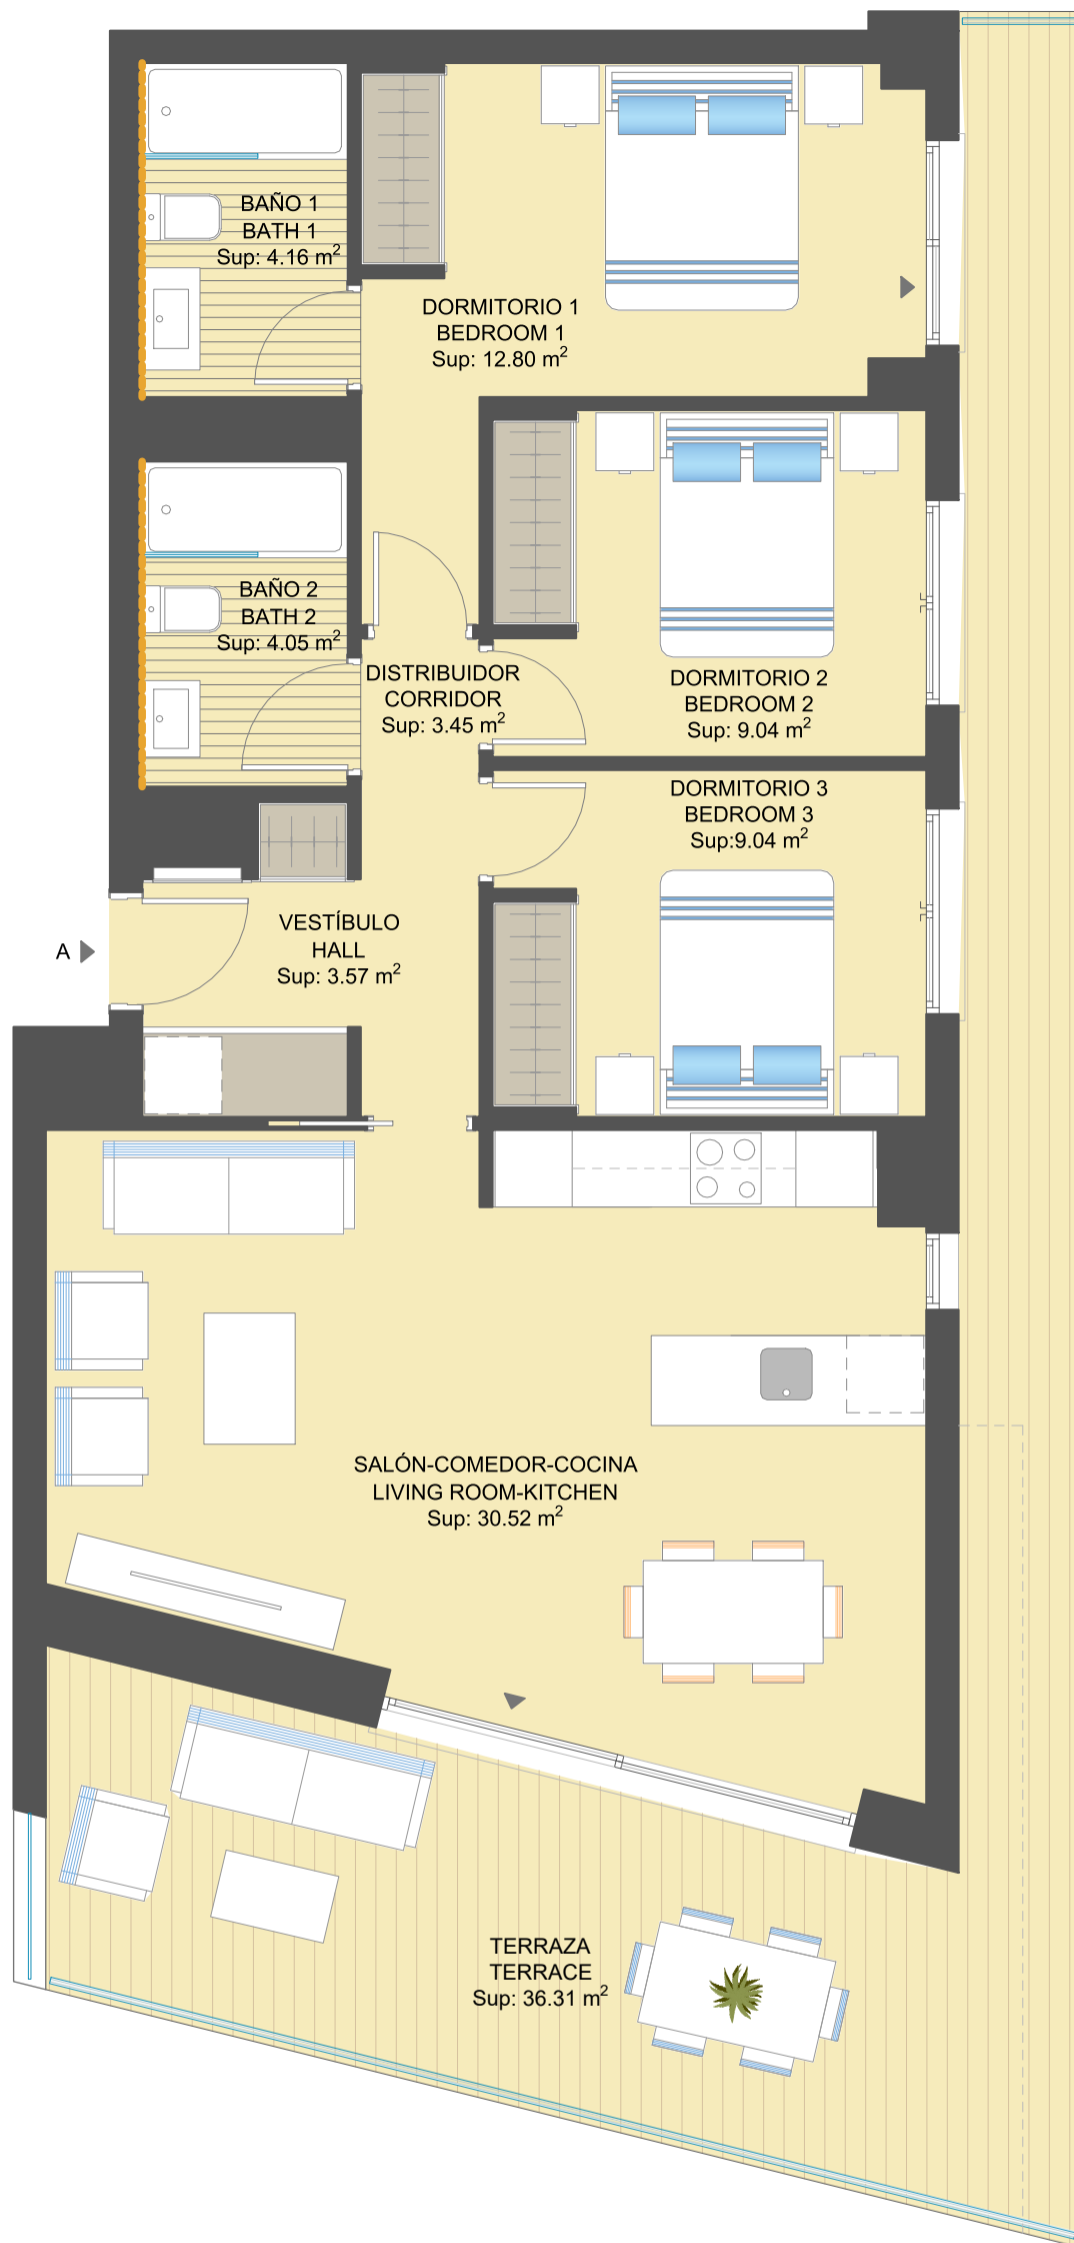 BAÑO 1
BATH 1
Sup: 4.16 m²
DORMITORIO 1
BEDROOM 1
Sup: 12.80 m²
BAÑO 2
BATH 2
Sup: 4.05 m²
DISTRIBUIDOR
CORRIDOR
Sup: 3.45 m²
DORMITORIO 2
BEDROOM 2
Sup: 9.04 m²
DORMITORIO 3
BEDROOM 3
Sup:9.04 m²
A
VESTÍBULO
HALL
Sup: 3.57 m²
SALÓN-COMEDOR-COCINA
LIVING ROOM-KITCHEN
Sup: 30.52 m²
TERRAZA
TERRACE
Sup: 36.31 m²